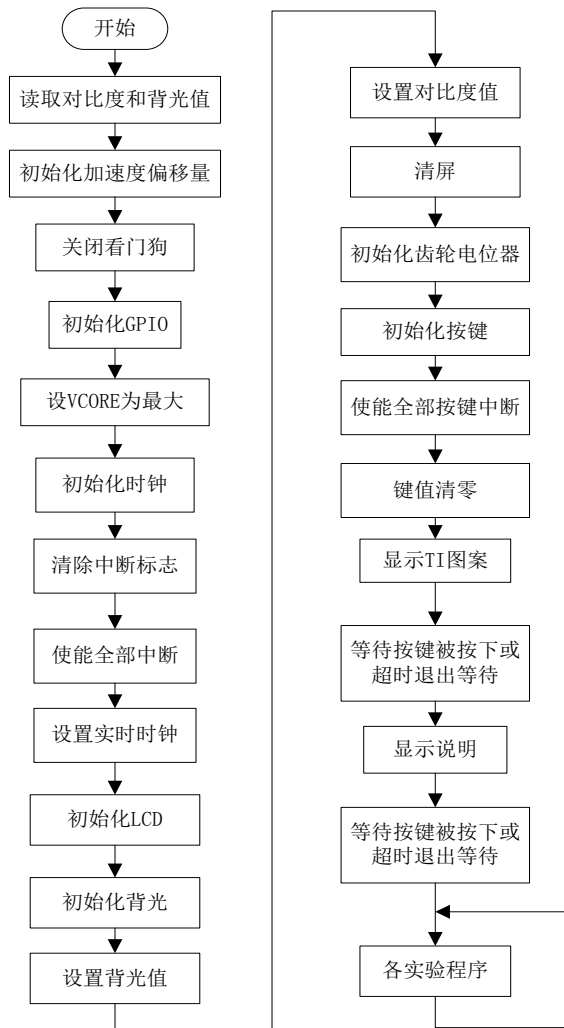 开始
读取对比度和背光值
初始化加速度偏移量
关闭看门狗
初始化GPIO
设VCORE为最大
初始化时钟
清除中断标志
使能全部中断
设置实时时钟
初始化LCD
初始化背光
设置背光值
设置对比度值
清屏
初始化齿轮电位器
初始化按键
使能全部按键中断
键值清零
显示TI图案
等待按键被按下或
超时退出等待
显示说明
等待按键被按下或
超时退出等待
各实验程序